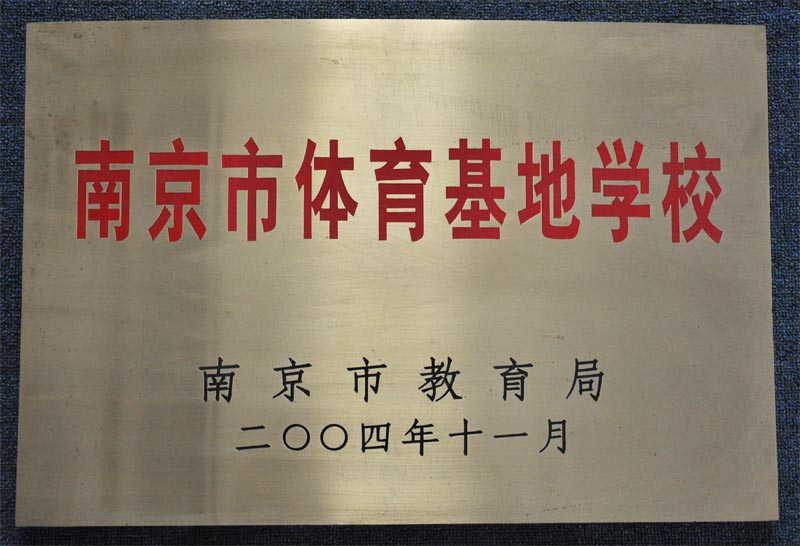 南京市体育基地学校
南京市教育局
二〇〇四年十一月